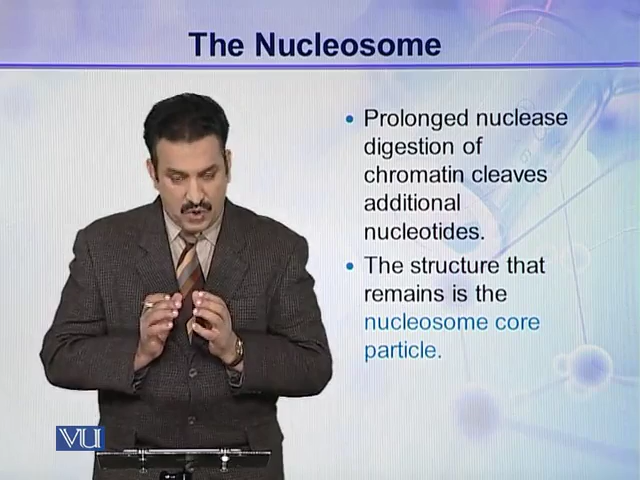 The Nucleosome
• Prolonged nuclease
digestion of
chromatin cleaves
additional
nucleotides.
• The structure that
remains is the
nucleosome core
particle.
VU